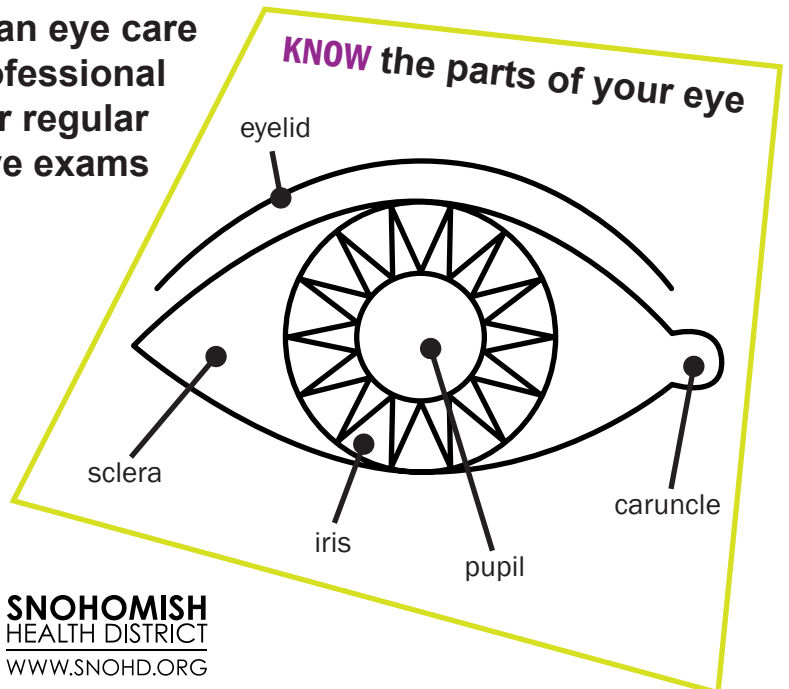 an eye care
ofessional
r regular
e exams
KNOW the parts of your eye
eyelid
sclera
iris
pupil
caruncle
SNOHOMISH
HEALTH DISTRICT
WWW.SNOHD.ORG